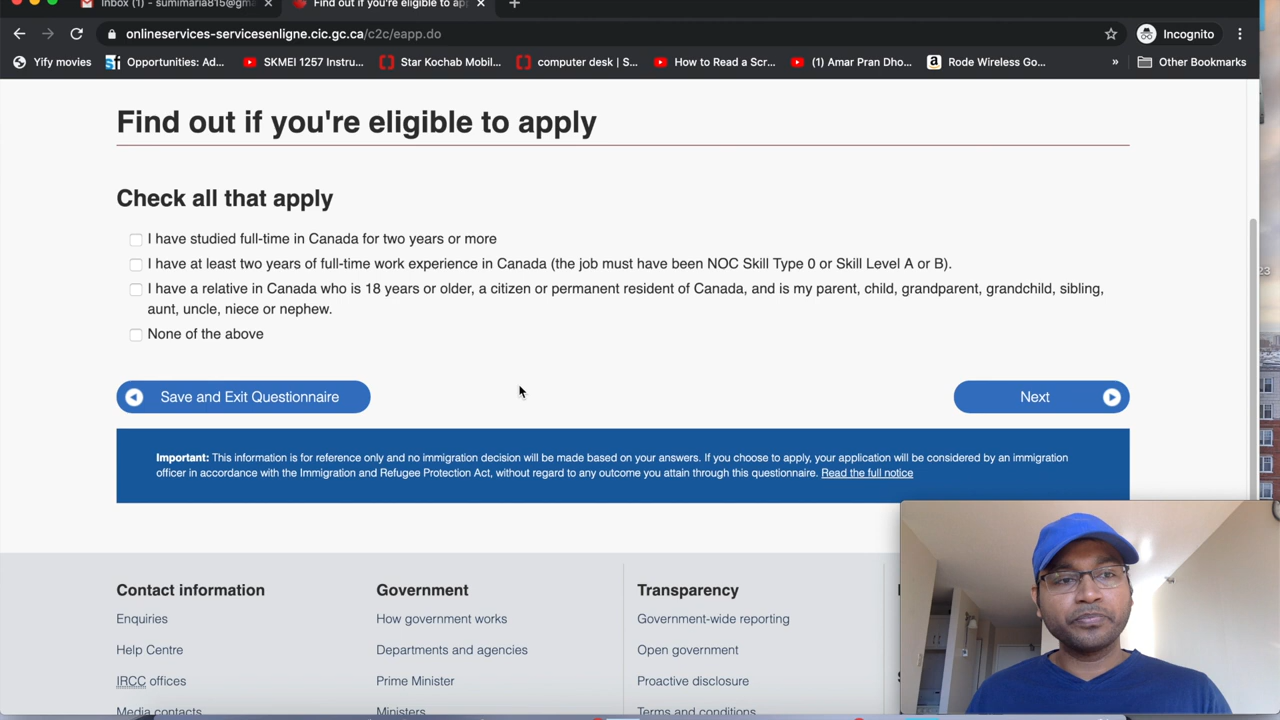 Inbox (1) - sumimaria815@gma
Find out if you're eligible to ap
onlineservices-servicesenligne.cic.gc.ca/c2c/eapp.do
Incognito
Yify movies
Opportunities: Ad...
SKMEI 1257 Instru...
Star Kochab Mobil...
computer desk | S...
How to Read a Scr...
(1) Amar Pran Dho...
Rode Wireless Go...
»
Other Bookmarks
Find out if you're eligible to apply
Check all that apply
I have studied full-time in Canada for two years or more
I have at least two years of full-time work experience in Canada (the job must have been NOC Skill Type 0 or Skill Level A or B).
I have a relative in Canada who is 18 years or older, a citizen or permanent resident of Canada, and is my parent, child, grandparent, grandchild, sibling,
aunt, uncle, niece or nephew.
None of the above
Save and Exit Questionnaire
Next
Important: This information is for reference only and no immigration decision will be made based on your answers. If you choose to apply, your application will be considered by an immigration
officer in accordance with the Immigration and Refugee Protection Act, without regard to any outcome you attain through this questionnaire. Read the full notice
Contact information
Government
Transparency
Enquiries
How government works
Government-wide reporting
Help Centre
Departments and agencies
Open government
IRCC offices
Prime Minister
Proactive disclosure
Media contacts
Ministers
Terms and conditions
23